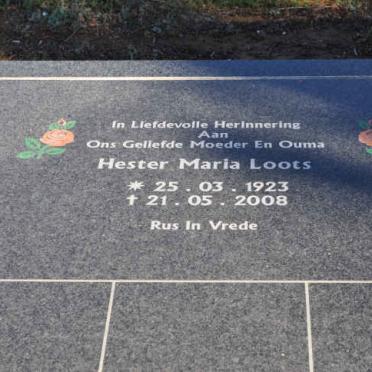 In Liefdevolle Herinnering
Aan
Ons Geliefde Moeder En Ouma
Hester Maria Loots
* 25 . 03 . 1923
† 21 . 05 . 2008
Rus In Vrede